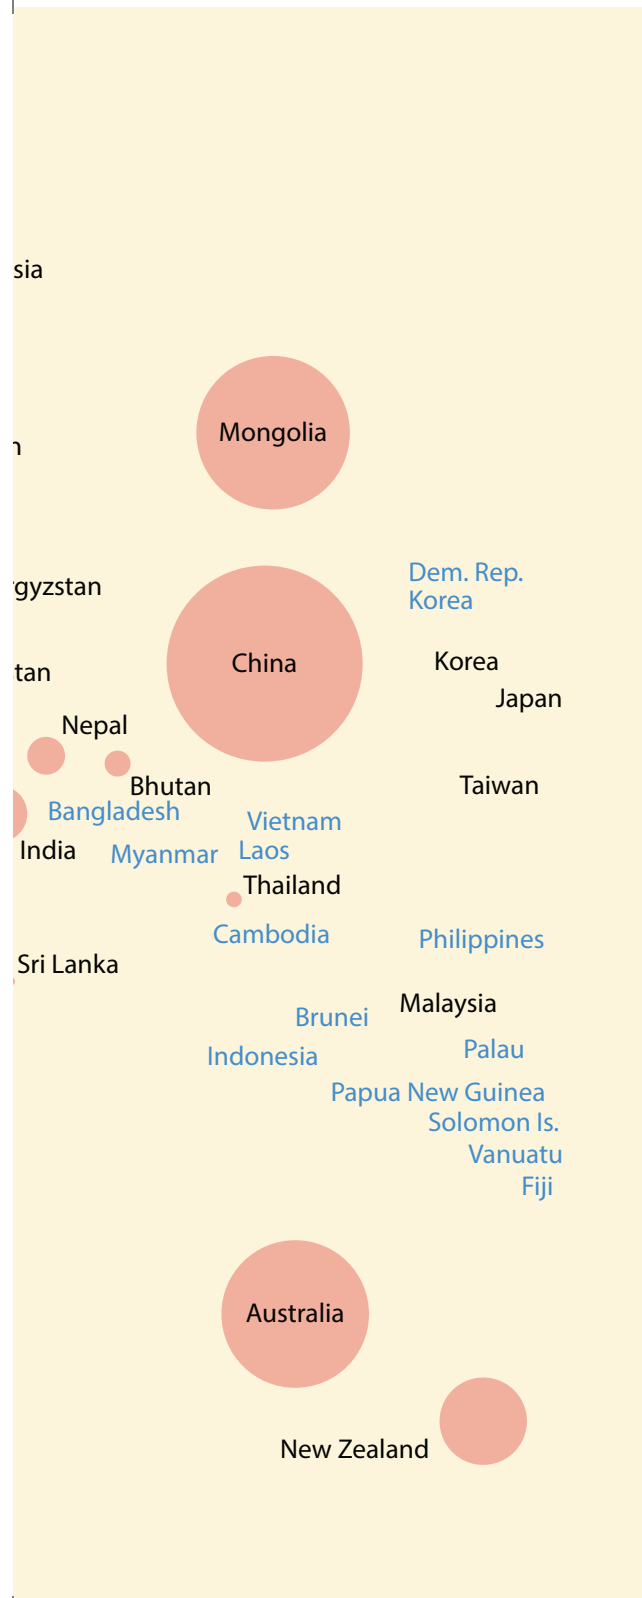 sia
Mongolia
n
Dem. Rep.
Korea
rgyzstan
China
Korea
tan
Japan
Nepal
Bhutan
Taiwan
Bangladesh
Vietnam
India
Myanmar
Laos
Thailand
Cambodia
Philippines
Sri Lanka
Malaysia
Brunei
Palau
Indonesia
Papua New Guinea
Solomon Is.
Vanuatu
Fiji
Australia
New Zealand